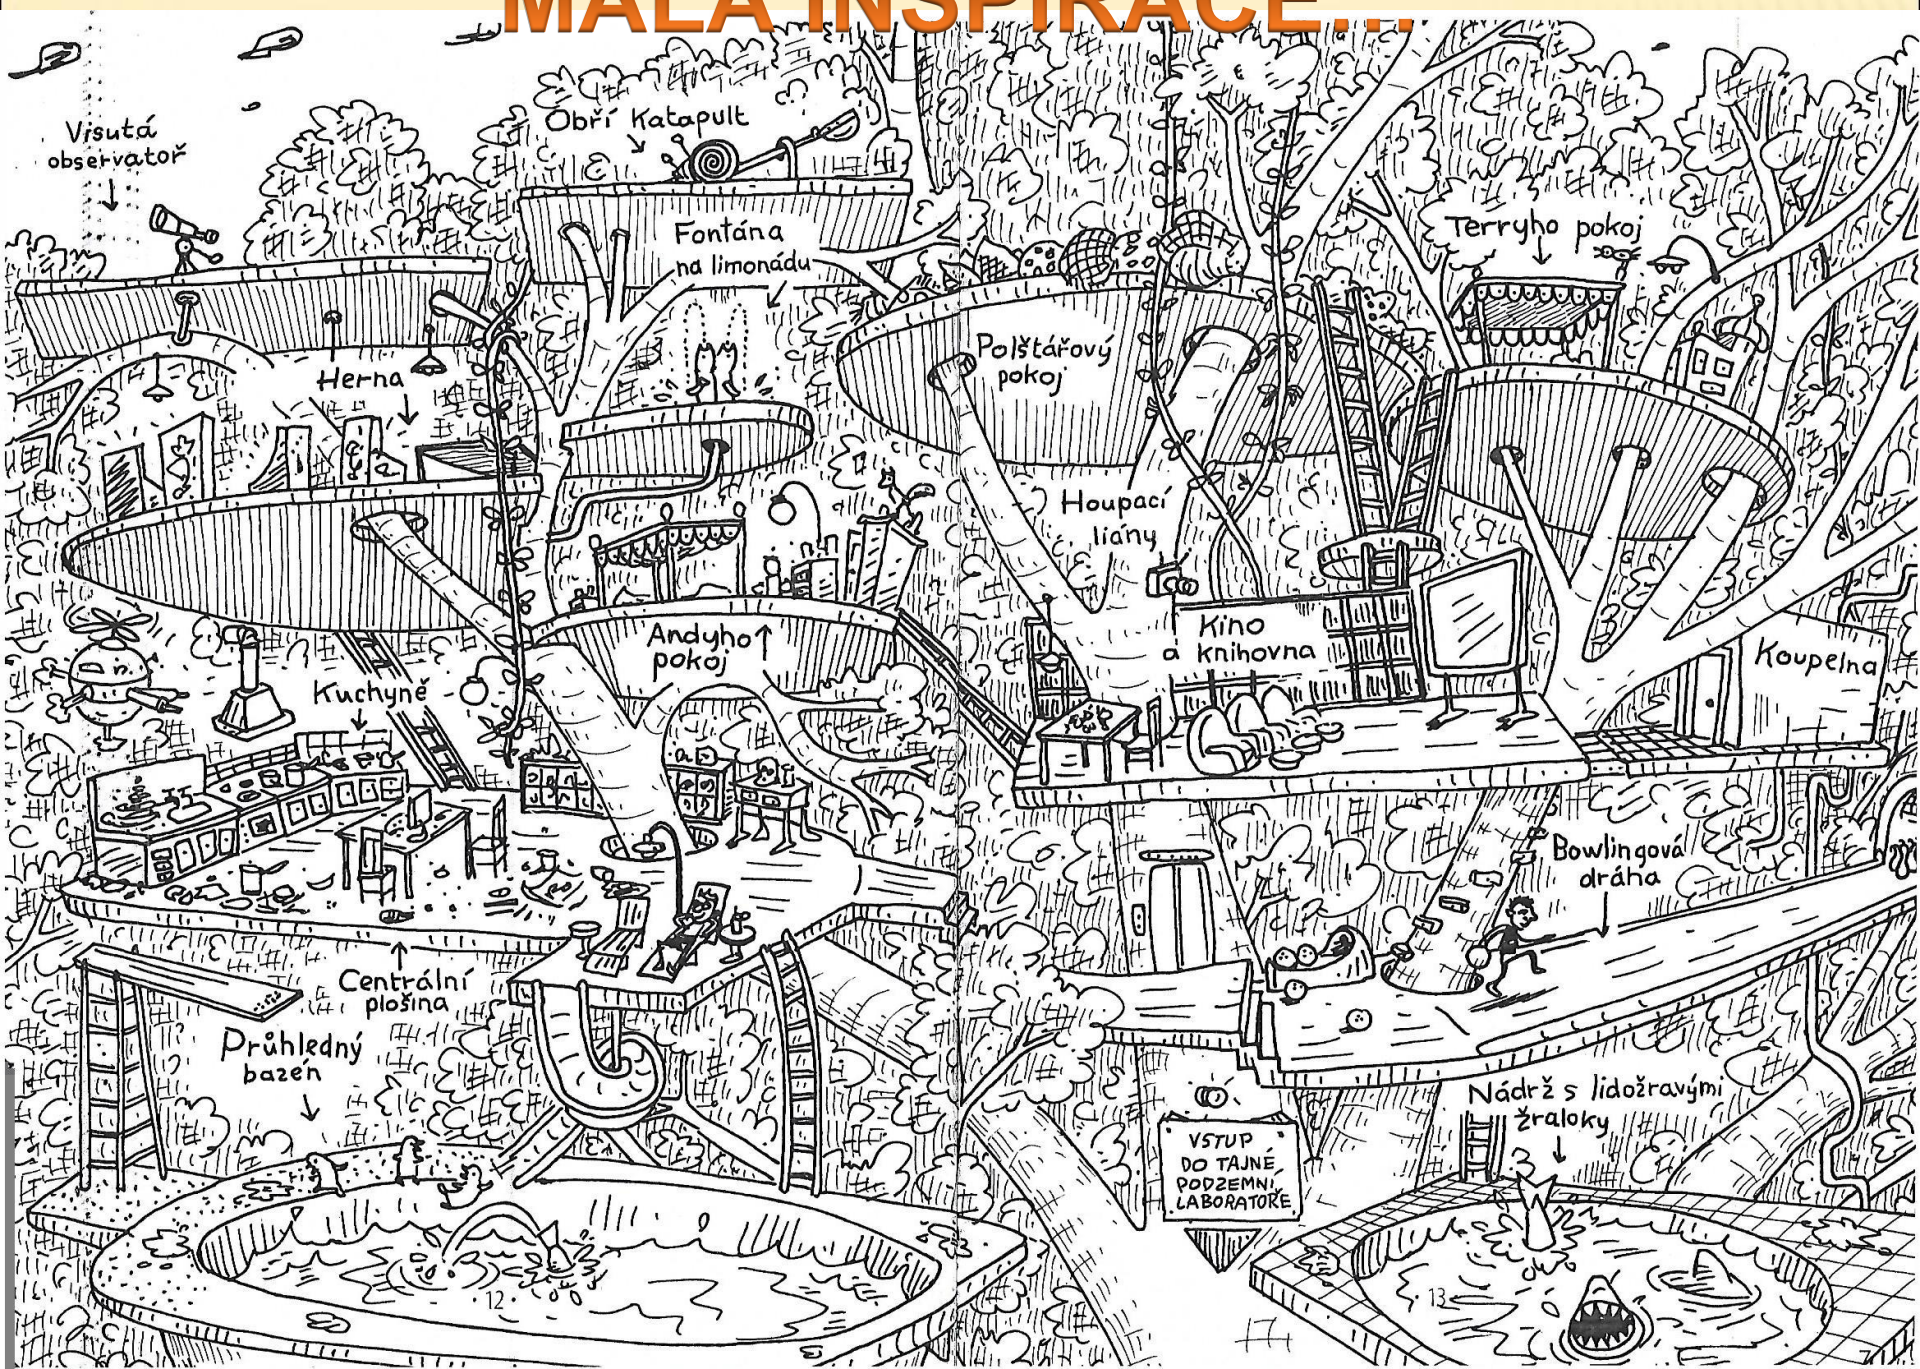 MALÁ INSPIRACE...
Visutá
observatoř
Obří Katapult
Fontána
na limonádu
Terryho pokoj
Herna
Polštářový
pokoj
Houpací
liány
Andyho
pokoj
Kino
a knihovna
Koupelna
Kuchyně
Bowlingová
dráha
Centrální
plošina
Průhledný
bazén
Nádrž s lidožravými
žraloky
VSTUP
DO TAJNÉ
PODZEMNÍ
LABORATOŘE
12
13